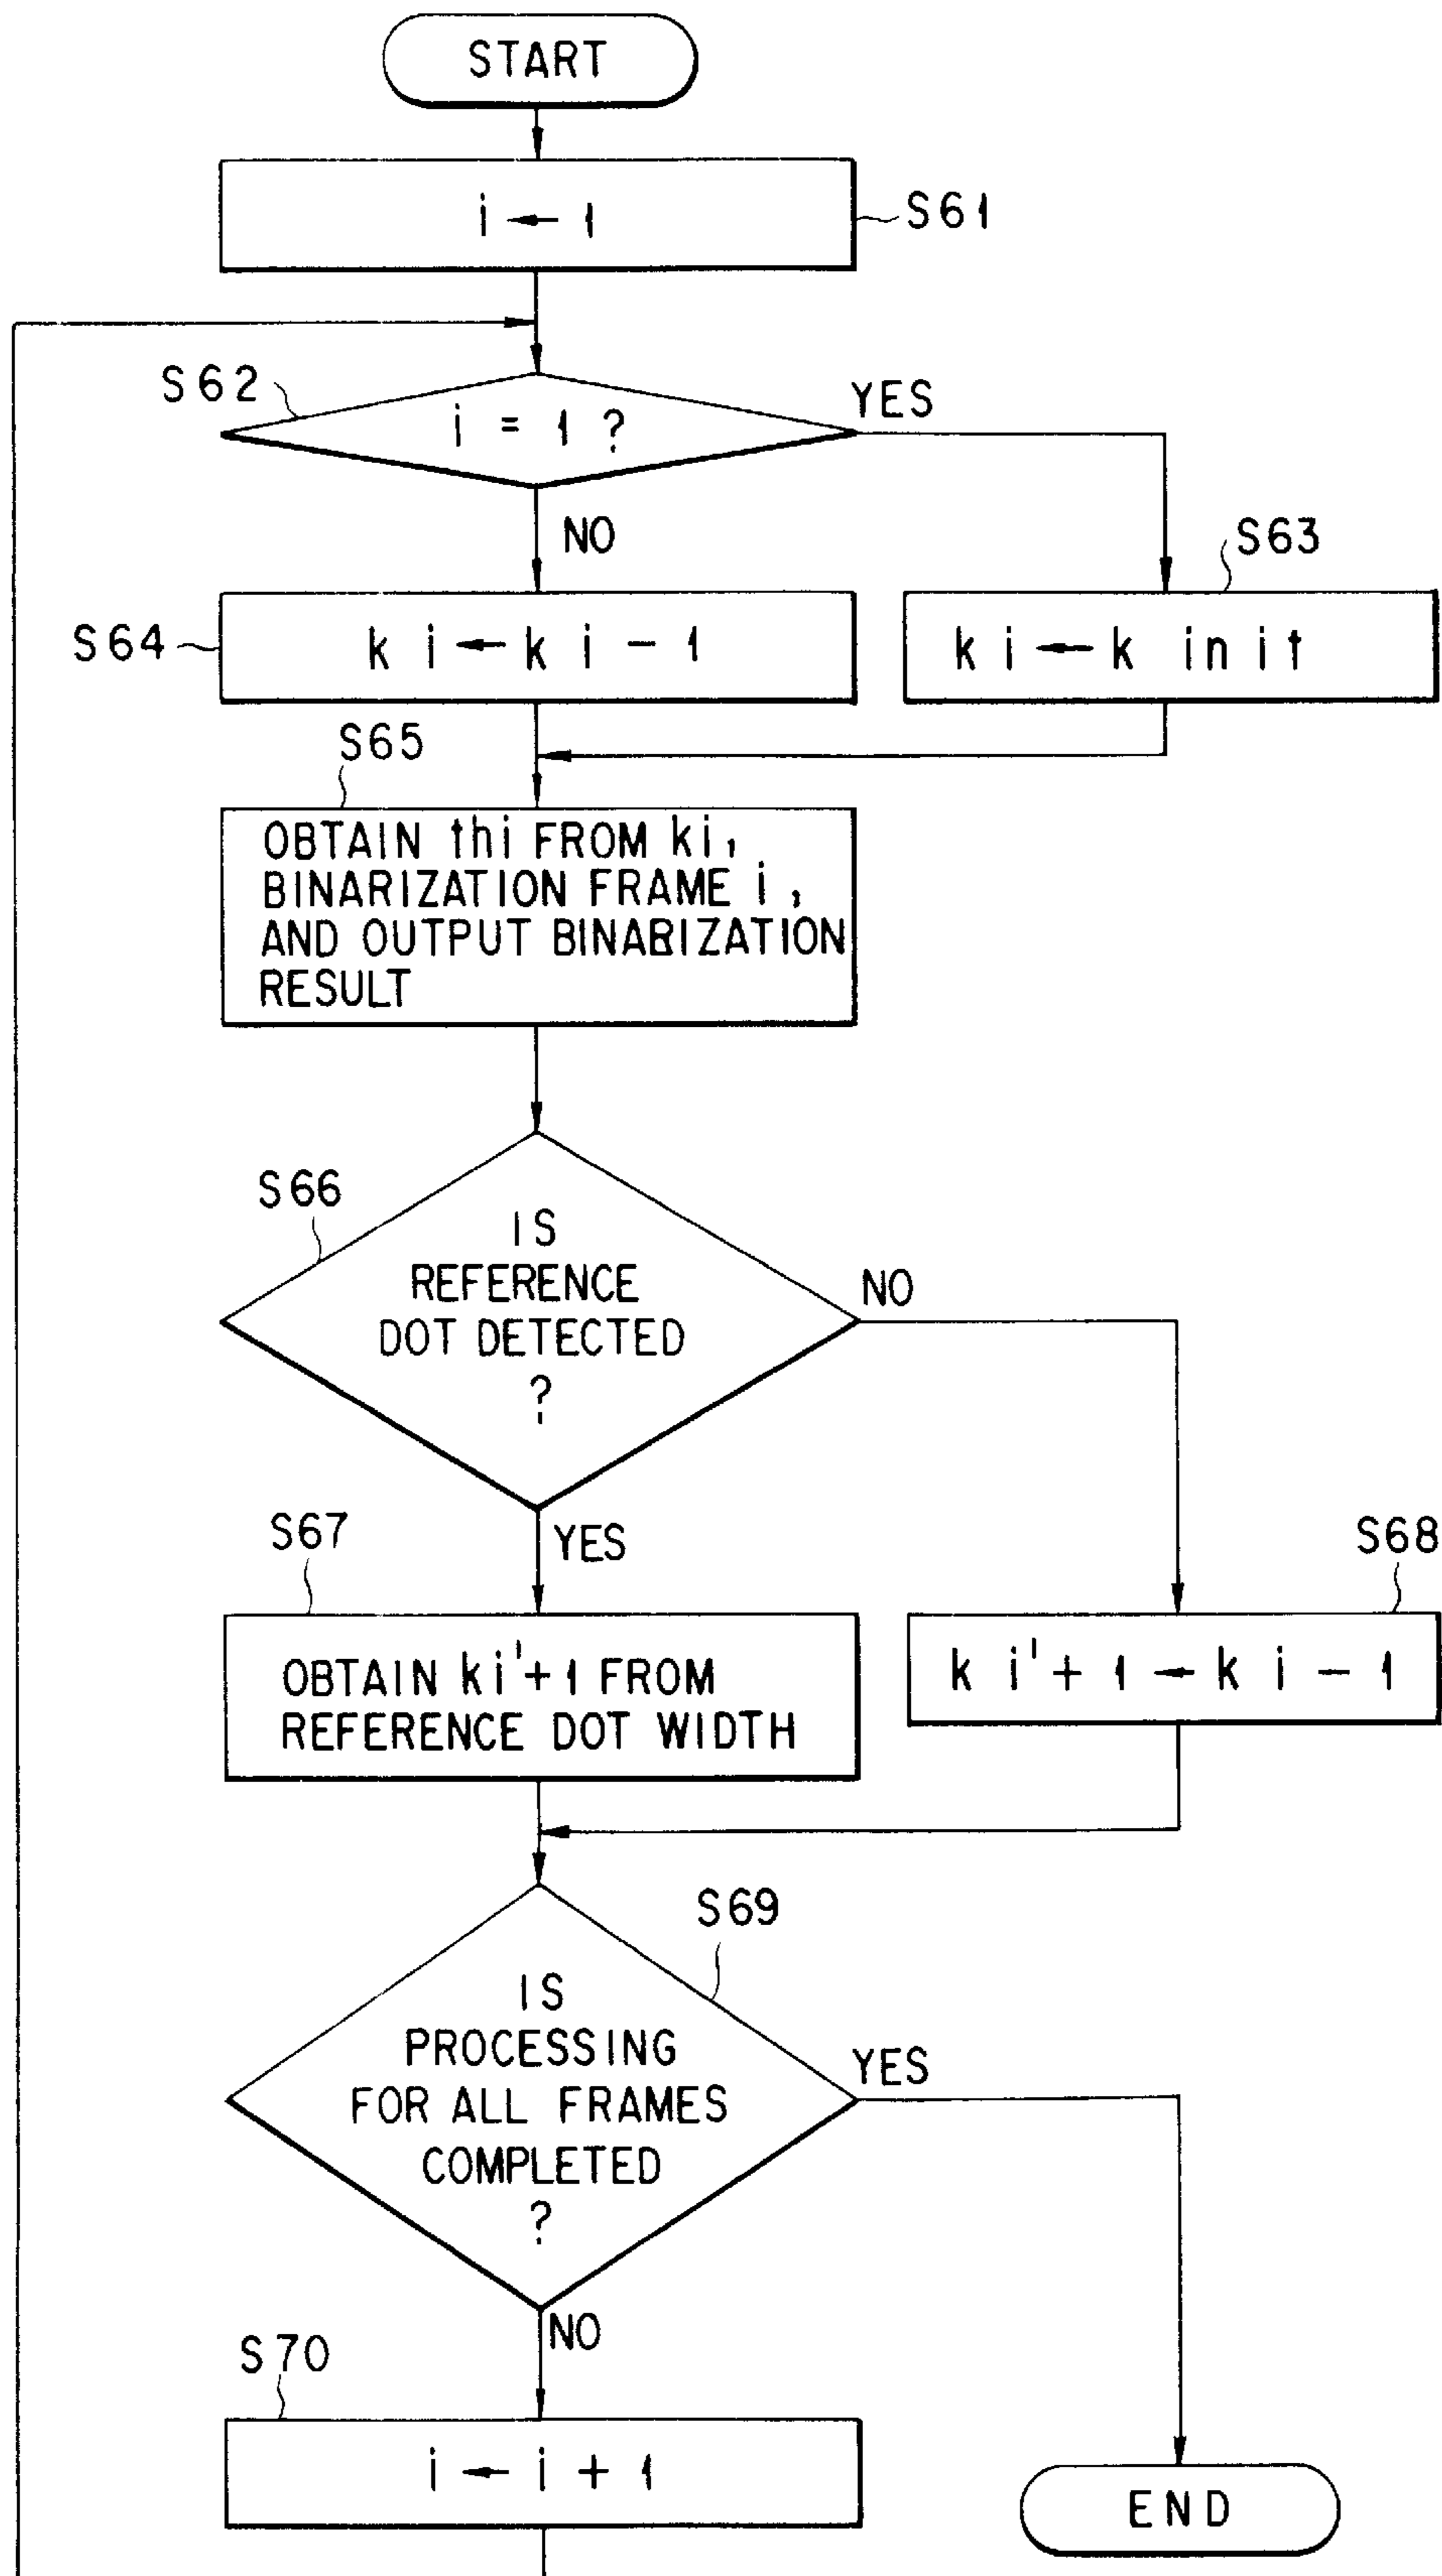 START
i ← 1
S61
S62
i = 1 ?
YES
NO
S63
S64
k i ← k i − 1
k i ← k init
S65
OBTAIN thi FROM ki,
BINARIZATION FRAME i,
AND OUTPUT BINABIZATION
RESULT
S66
IS
REFERENCE
DOT DETECTED
?
NO
YES
S67
S68
OBTAIN ki'+1 FROM
REFERENCE DOT WIDTH
k i'+ 1 ← k i − 1
S69
IS
PROCESSING
FOR ALL FRAMES
COMPLETED
?
YES
NO
S70
i ← i + 1
END